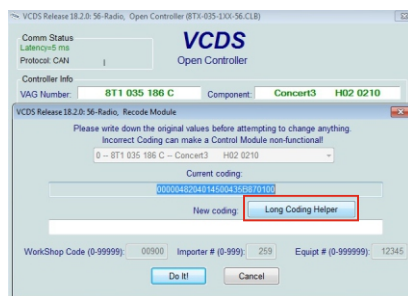 VCDS Release 18.2.0: 56-Radio, Open Controller (8TX-035-1XX-56.CLB)
Comm Status
Latency=5 ms
Protocol: CAN
VCDS
Open Controller
Controller Info
VAG Number: 8T1 035 186 C Component: Concert3 H02 0210
VCDS Release 18.2.0: 56-Radio, Recode Module
Please write down the original values before attempting to change anything.
Incorrect Coding can make a Control Module non-functional!
0 -- 8T1 035 186 C -- Concert3 H02 0210
Current coding:
New coding: Long Coding Helper
WorkShop Code (0-99999): 00900 Importer # (0-999): 259 Equipt # (0-999999): 12345
Do It! Cancel